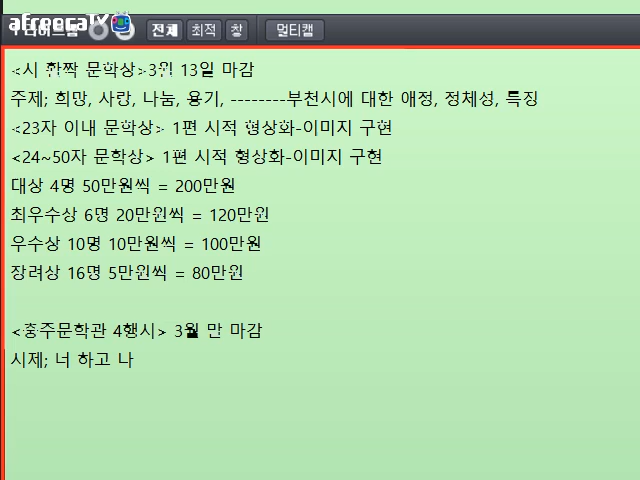 afreecaTV
전체 최적 창 멀티캠
<시 활짝 문학상>3월 13일 마감
주제; 희망, 사랑, 나눔, 용기, --------부천시에 대한 애정, 정체성, 특징
<23자 이내 문학상> 1편 시적 형상화-이미지 구현
<24~50자 문학상> 1편 시적 형상화-이미지 구현
대상 4명 50만원씩 = 200만원
최우수상 6명 20만원씩 = 120만원
우수상 10명 10만원씩 = 100만원
장려상 16명 5만원씩 = 80만원
<홍주문학관 4행시> 3월 만 마감
시제; 너 하고 나